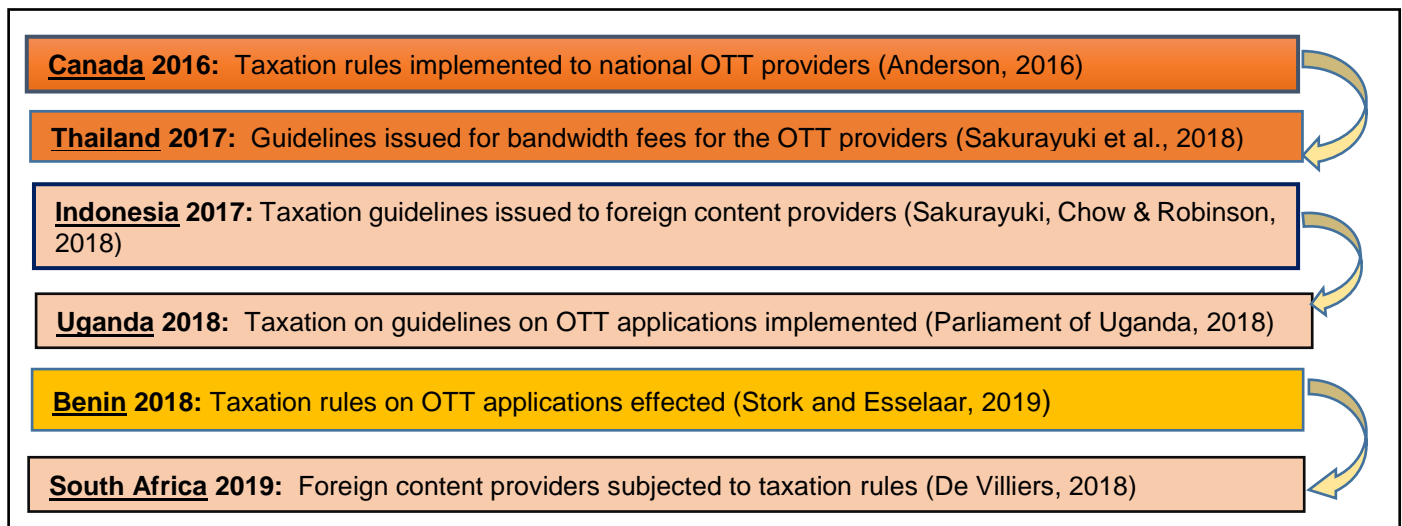 Canada 2016: Taxation rules implemented to national OTT providers (Anderson, 2016)
Thailand 2017: Guidelines issued for bandwidth fees for the OTT providers (Sakurayuki et al., 2018)
Indonesia 2017: Taxation guidelines issued to foreign content providers (Sakurayuki, Chow & Robinson,
2018)
Uganda 2018: Taxation on guidelines on OTT applications implemented (Parliament of Uganda, 2018)
Benin 2018: Taxation rules on OTT applications effected (Stork and Esselaar, 2019)
South Africa 2019: Foreign content providers subjected to taxation rules (De Villiers, 2018)